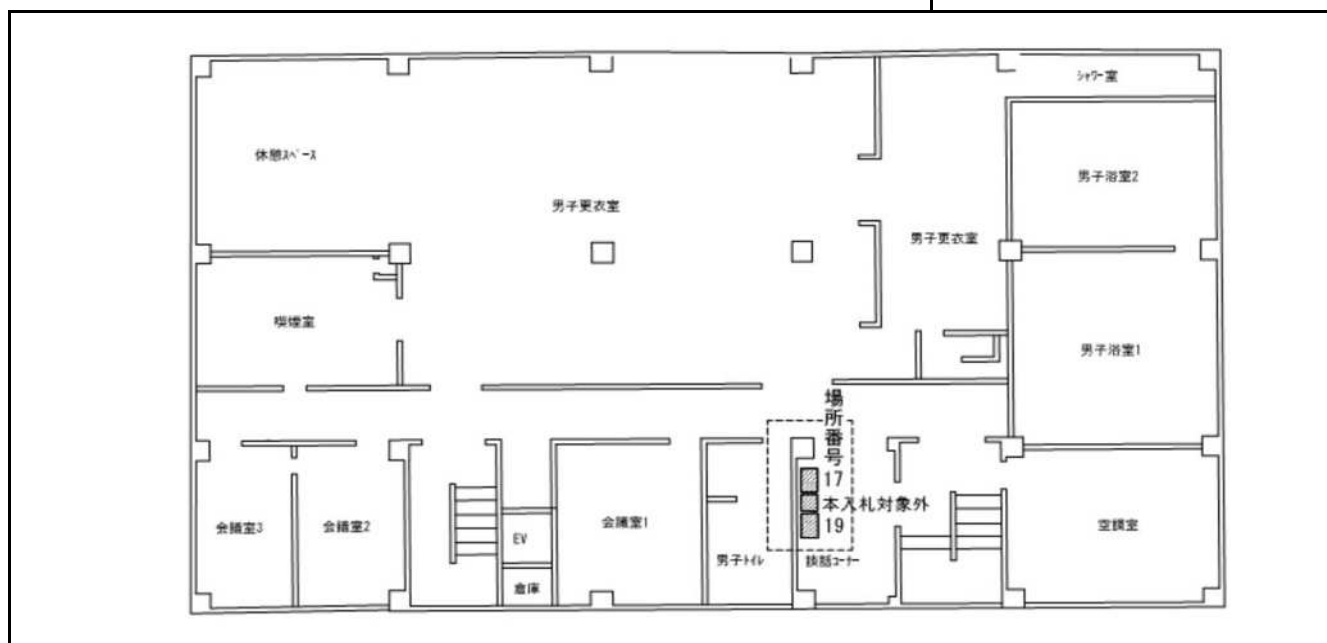 シャワー室
休憩スペース
男子浴室2
男子更衣室
男子更衣室
喫煙室
男子浴室1
場所番号
17
本入札対象外
19
会議室3
会議室2
会議室1
空調室
EV
男子トイレ
談話コーナー
倉庫